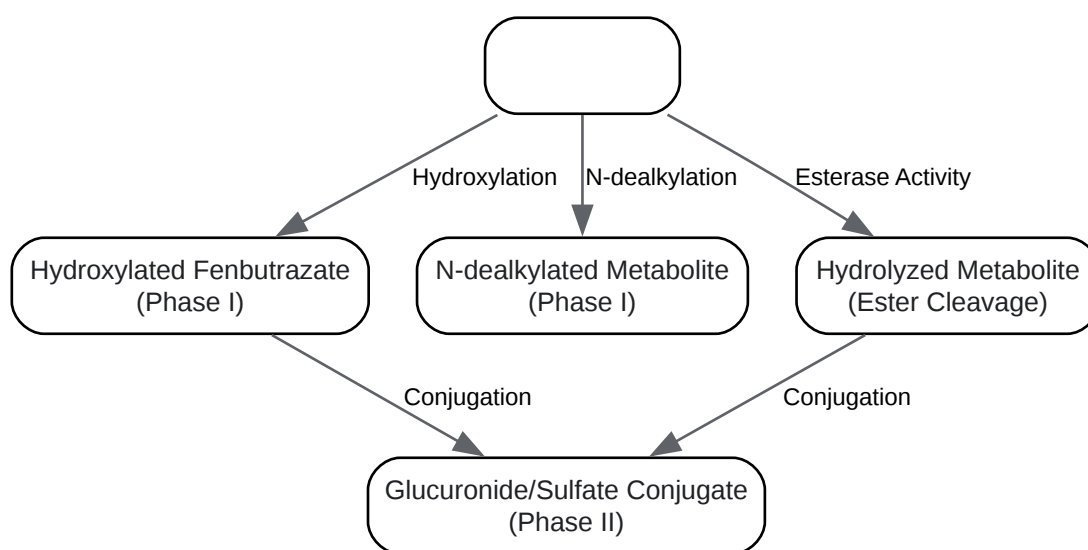 Hydroxylation
N-dealkylation
Esterase Activity
Hydroxylated Fenbutrazate
(Phase I)
N-dealkylated Metabolite
(Phase I)
Hydrolyzed Metabolite
(Ester Cleavage)
Conjugation
Conjugation
Glucuronide/Sulfate Conjugate
(Phase II)